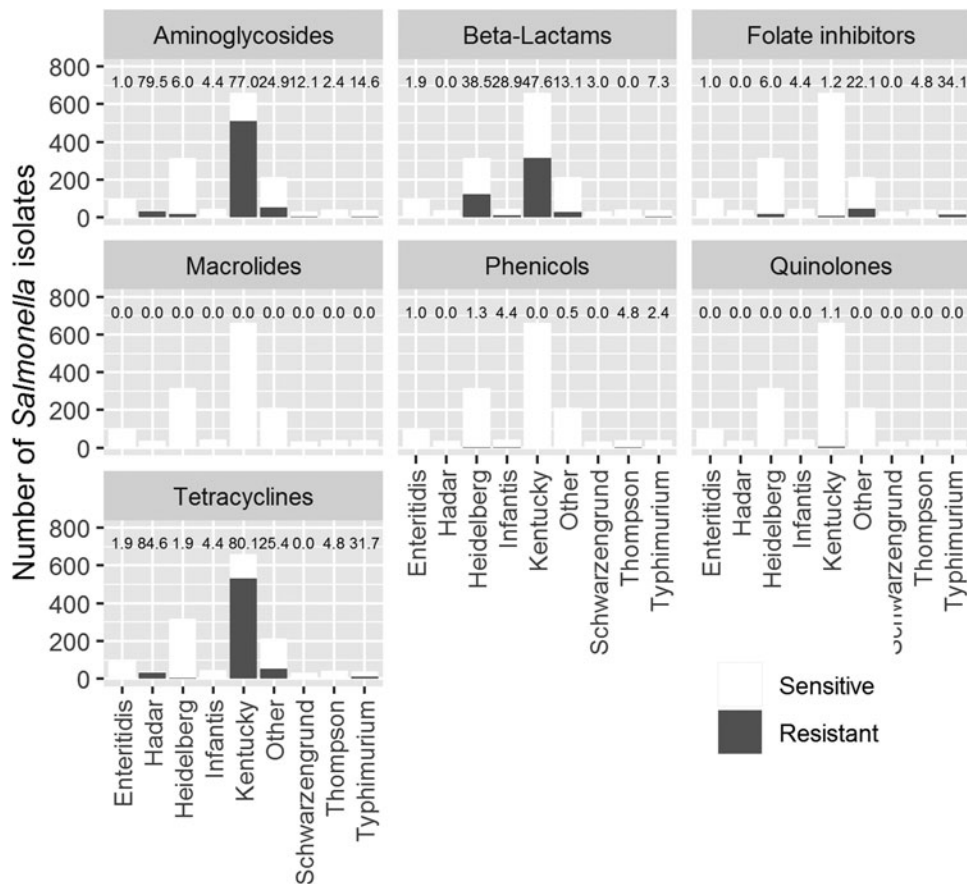 Number of Salmonella isolates
Aminoglycosides
800
600
400
200
0
1.0 79.5 6.0 4.4 77.0 24.9 12.1 2.4 14.6
Beta-Lactams
1.9 0.0 38.5 28.9 47.6 13.1 3.0 0.0 7.3
Folate inhibitors
1.0 0.0 6.0 4.4 1.2 22.1 0.0 4.8 34.1
Macrolides
800
600
400
200
0
0.0 0.0 0.0 0.0 0.0 0.0 0.0 0.0 0.0
Phenicols
1.0 0.0 1.3 4.4 0.0 0.5 0.0 4.8 2.4
Enteritidis
Hadar
Heidelberg
Infantis
Kentucky
Other
Schwarzengrund
Thompson
Typhimurium
Quinolones
0.0 0.0 0.0 0.0 1.1 0.0 0.0 0.0 0.0
Enteritidis
Hadar
Heidelberg
Infantis
Kentucky
Other
Schwarzengrund
Thompson
Typhimurium
Tetracyclines
800
600
400
200
0
1.9 84.6 1.9 4.4 80.1 25.4 0.0 4.8 31.7
Enteritidis
Hadar
Heidelberg
Infantis
Kentucky
Other
Schwarzengrund
Thompson
Typhimurium
Sensitive
Resistant